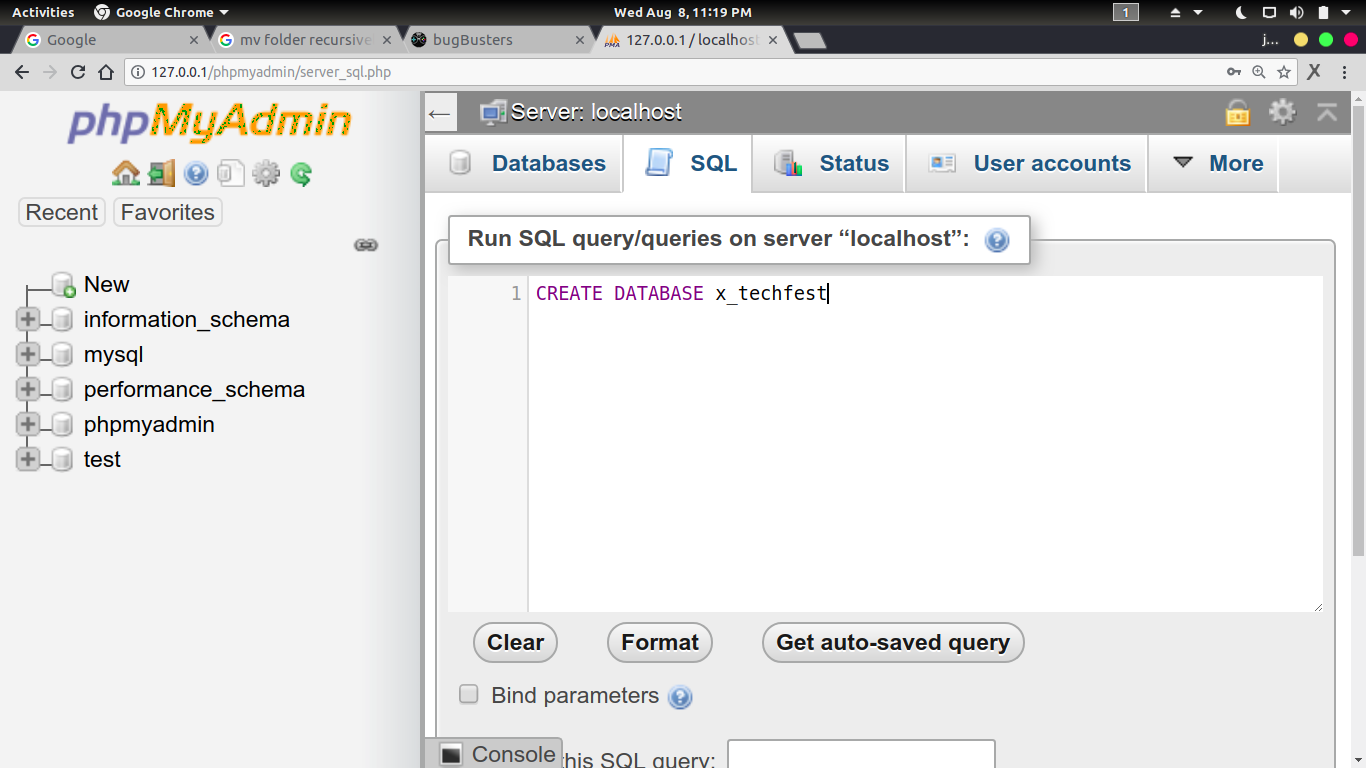 Activities Google Chrome Wed Aug 8, 11:19 PM 1
Google mv folder recursive bugBusters 127.0.0.1 / localhost j...
127.0.0.1/phpmyadmin/server_sql.php X
phpMyAdmin
Recent Favorites
New
information_schema
mysql
performance_schema
phpmyadmin
test
Server: localhost
Databases SQL Status User accounts More
Run SQL query/queries on server “localhost”:
1 CREATE DATABASE x_techfest
Clear Format Get auto-saved query
Bind parameters
Console this SQL query: